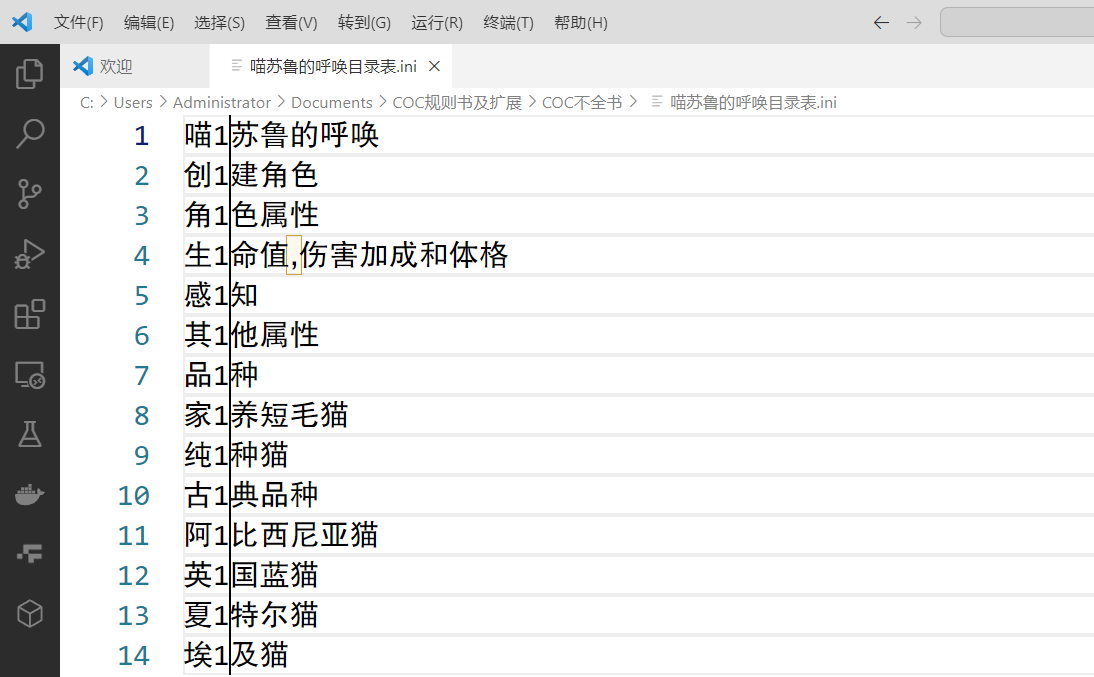 文件(F) 编辑(E) 选择(S) 查看(V) 转到(G) 运行(R) 终端(T) 帮助(H)
欢迎 喵苏鲁的呼唤目录表.ini
C: > Users > Administrator > Documents > COC规则书及扩展 > COC不全书 > 喵苏鲁的呼唤目录表.ini
1 喵1苏鲁的呼唤
2 创1建角色
3 角1色属性
4 生1命值,伤害加成和体格
5 感1知
6 其1他属性
7 品1种
8 家1养短毛猫
9 纯1种猫
10 古1典品种
11 阿1比西尼亚猫
12 英1国蓝猫
13 夏1特尔猫
14 埃1及猫